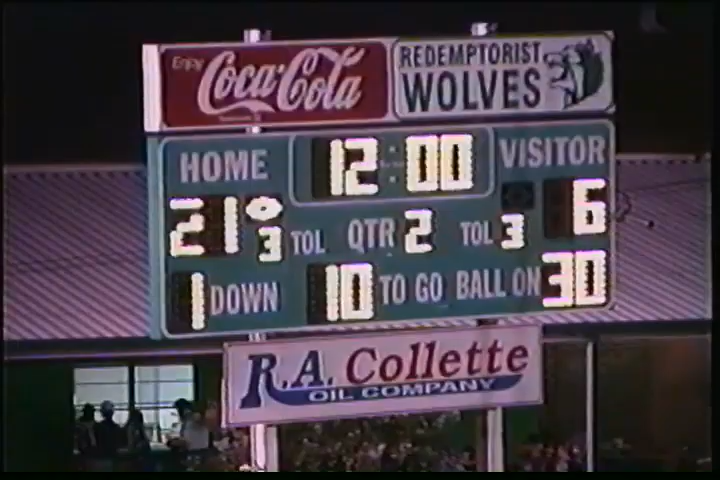 Enjoy
Coca-Cola
REDEMPTORIST
WOLVES
HOME 12:00 VISITOR
21 6
3 TOL QTR 2 TOL 3
1 DOWN 10 TO GO BALL ON 30
R.A. Collette
OIL COMPANY